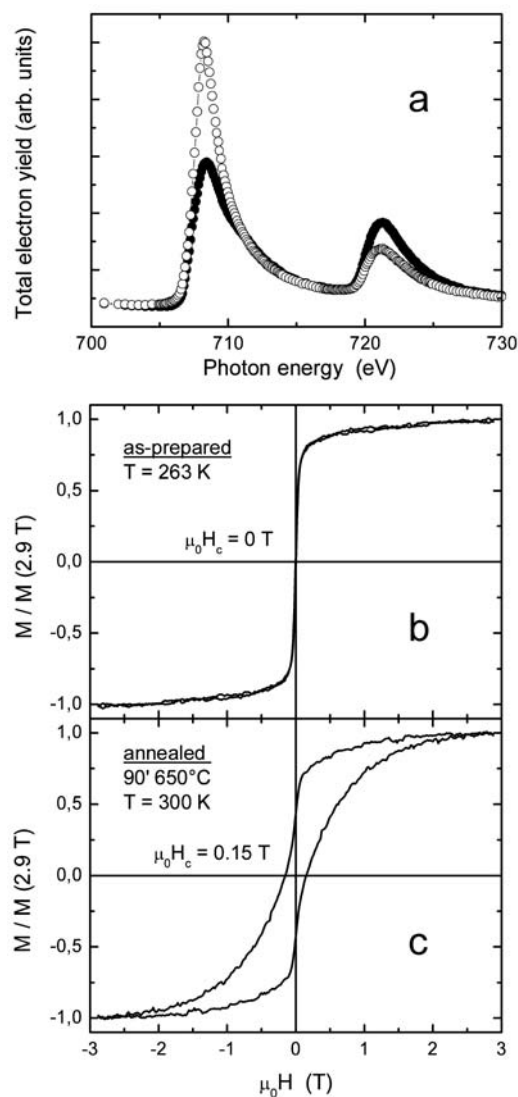 Total electron yield (arb. units)
a
700 710 720 730
Photon energy (eV)
M / M (2.9 T)
1,0
0,5
0,0
-0,5
-1,0
as-prepared
T = 263 K
μ₀H_c = 0 T
b
M / M (2.9 T)
1,0
0,5
0,0
-0,5
-1,0
annealed
90' 650°C
T = 300 K
μ₀H_c = 0.15 T
c
-3 -2 -1 0 1 2 3
μ₀H (T)